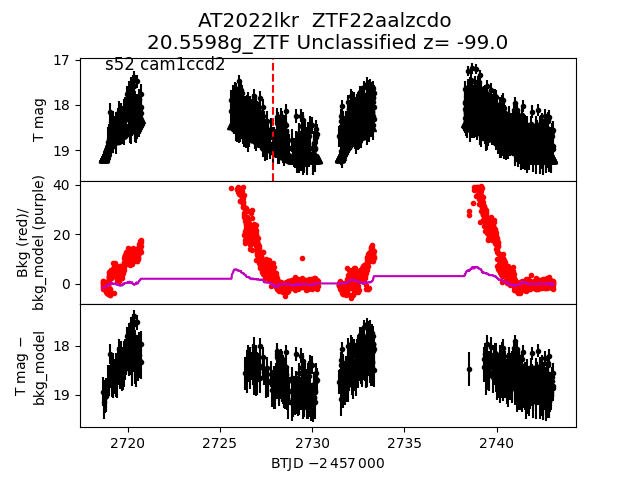 AT2022lkr  ZTF22aalzcdo
20.5598g_ZTF Unclassified z= -99.0
s52 cam1ccd2
T mag
17
18
19
Bkg (red)/
bkg_model (purple)
40
20
0
T mag −
bkg_model
18
19
2720
2725
2730
2735
2740
BTJD −2 457 000